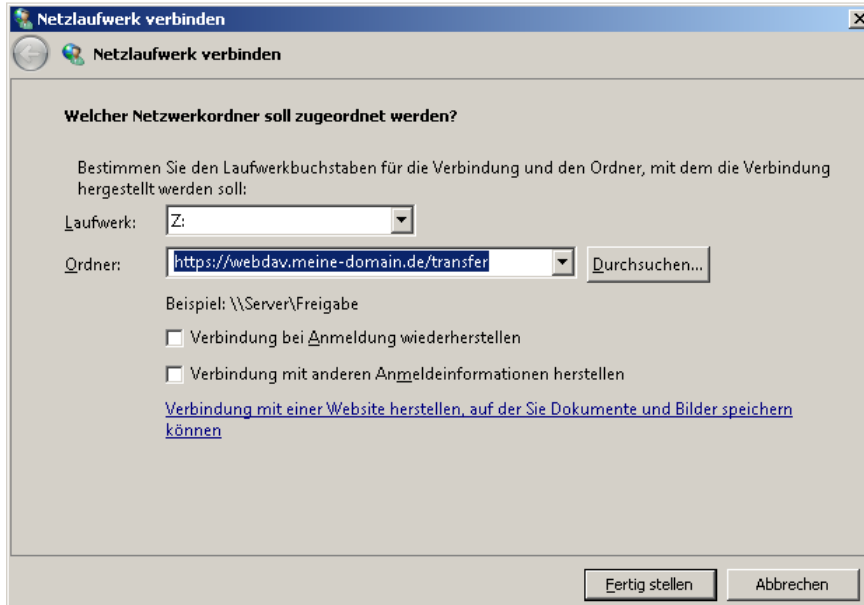 Netzlaufwerk verbinden
Netzlaufwerk verbinden
Welcher Netzwerkordner soll zugeordnet werden?
Bestimmen Sie den Laufwerkbuchstaben für die Verbindung und den Ordner, mit dem die Verbindung
hergestellt werden soll:
Laufwerk: Z:
Ordner: https://webdav.meine-domain.de/transfer Durchsuchen...
Beispiel: \\Server\Freigabe
Verbindung bei Anmeldung wiederherstellen
Verbindung mit anderen Anmeldeinformationen herstellen
Verbindung mit einer Website herstellen, auf der Sie Dokumente und Bilder speichern
können
Fertig stellen Abbrechen